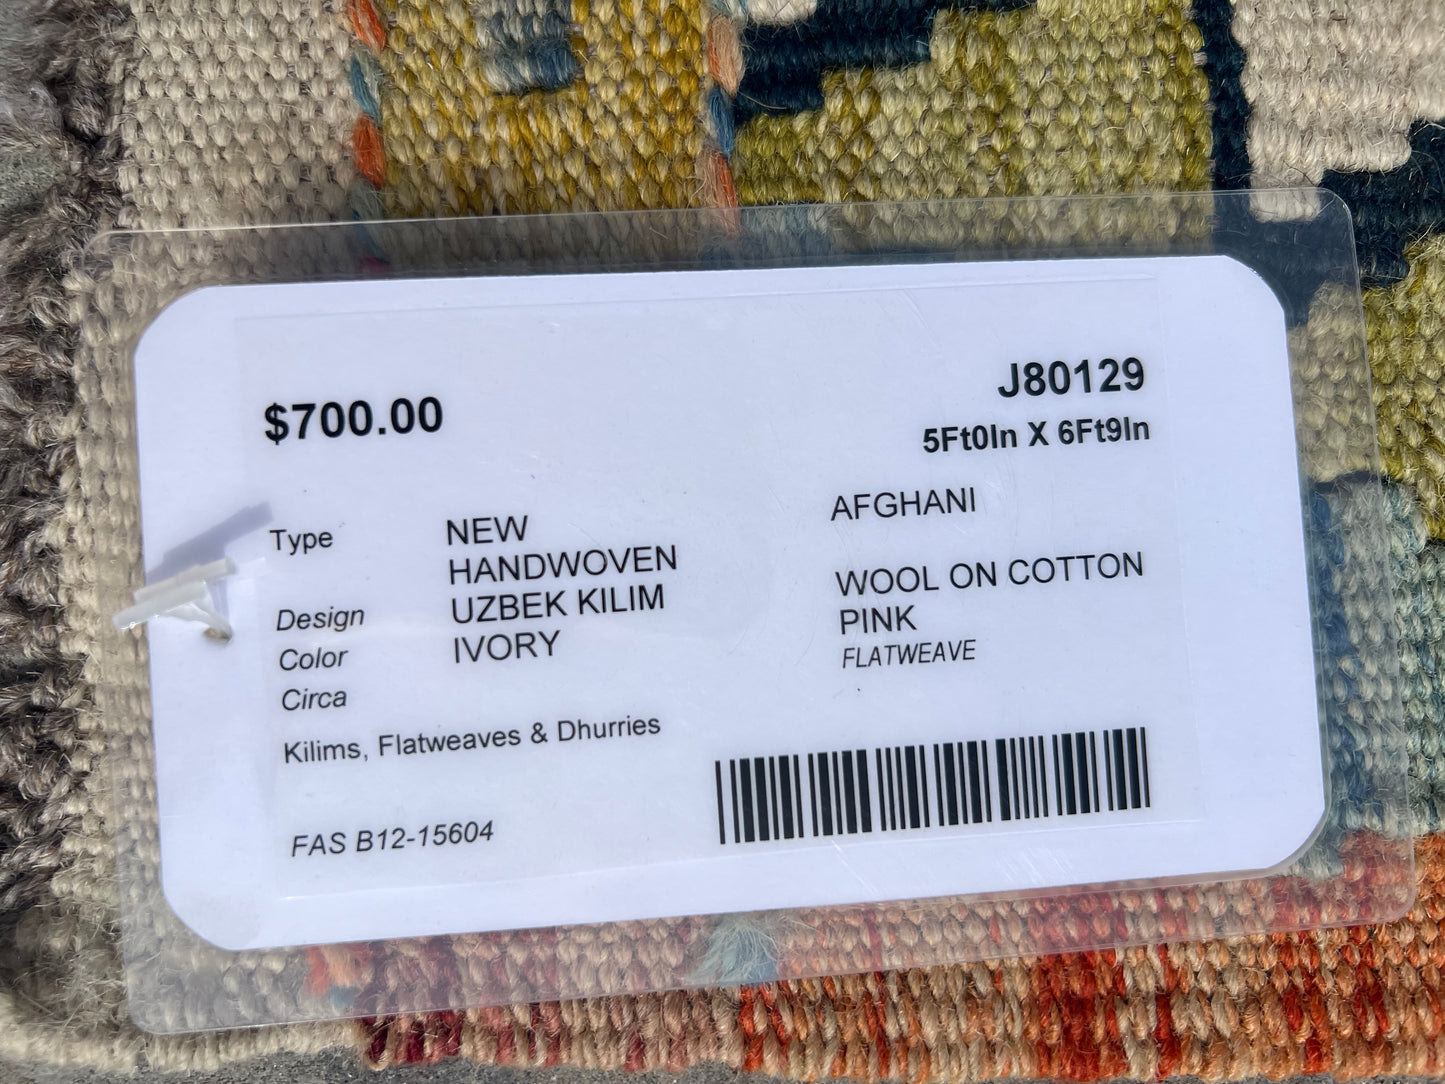 $700.00 J80129
5Ft0In X 6Ft9In
Type NEW AFGHANI
HANDWOVEN WOOL ON COTTON
Design UZBEK KILIM PINK
Color IVORY FLATWEAVE
Circa
Kilims, Flatweaves & Dhurries
FAS B12-15604